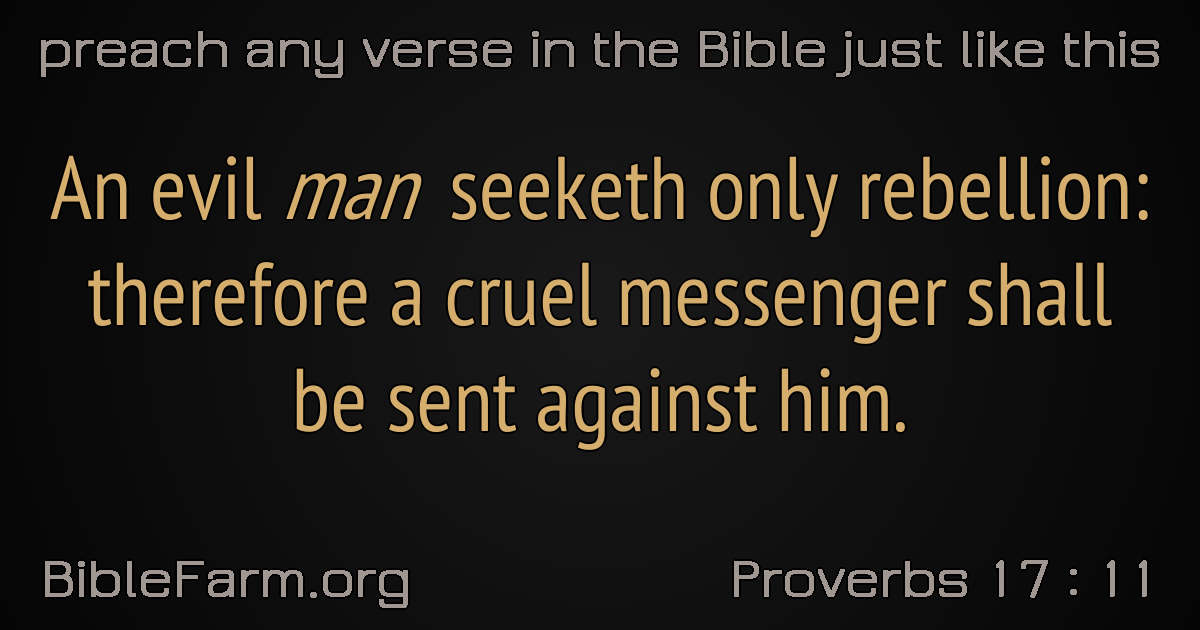 preach any verse in the Bible just like this
An evil man seeketh only rebellion:
therefore a cruel messenger shall
be sent against him.
BibleFarm.org
Proverbs 17 : 11